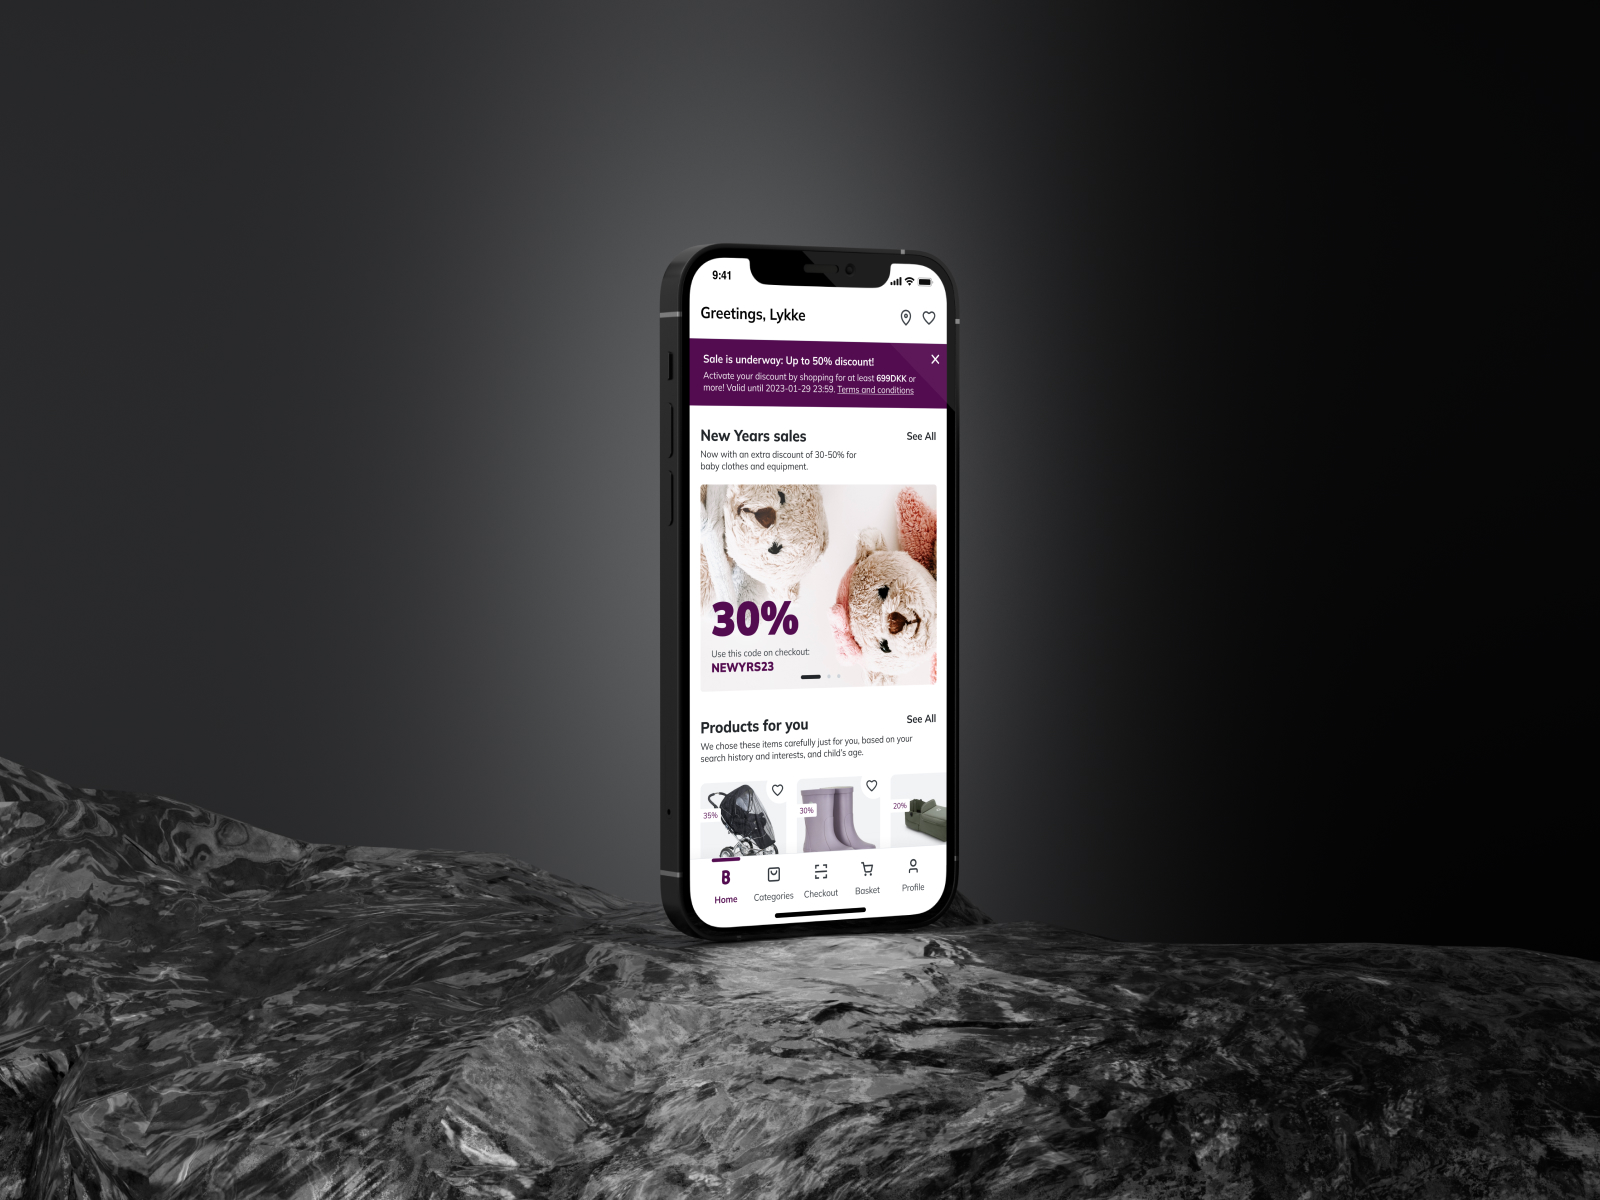 9:41
Greetings, Lykke
Sale is underway: Up to 50% discount!
Activate your discount by shopping for at least 699DKK or
more! Valid until 2023-01-29 23:59. Terms and conditions
New Years sales
See All
Now with an extra discount of 30-50% for
baby clothes and equipment.
30%
Use this code on checkout:
NEWYRS23
Products for you
See All
We chose these items carefully just for you, based on your
search history and interests, and child's age.
35%
30%
20%
B
Home
Categories
Checkout
Basket
Profile